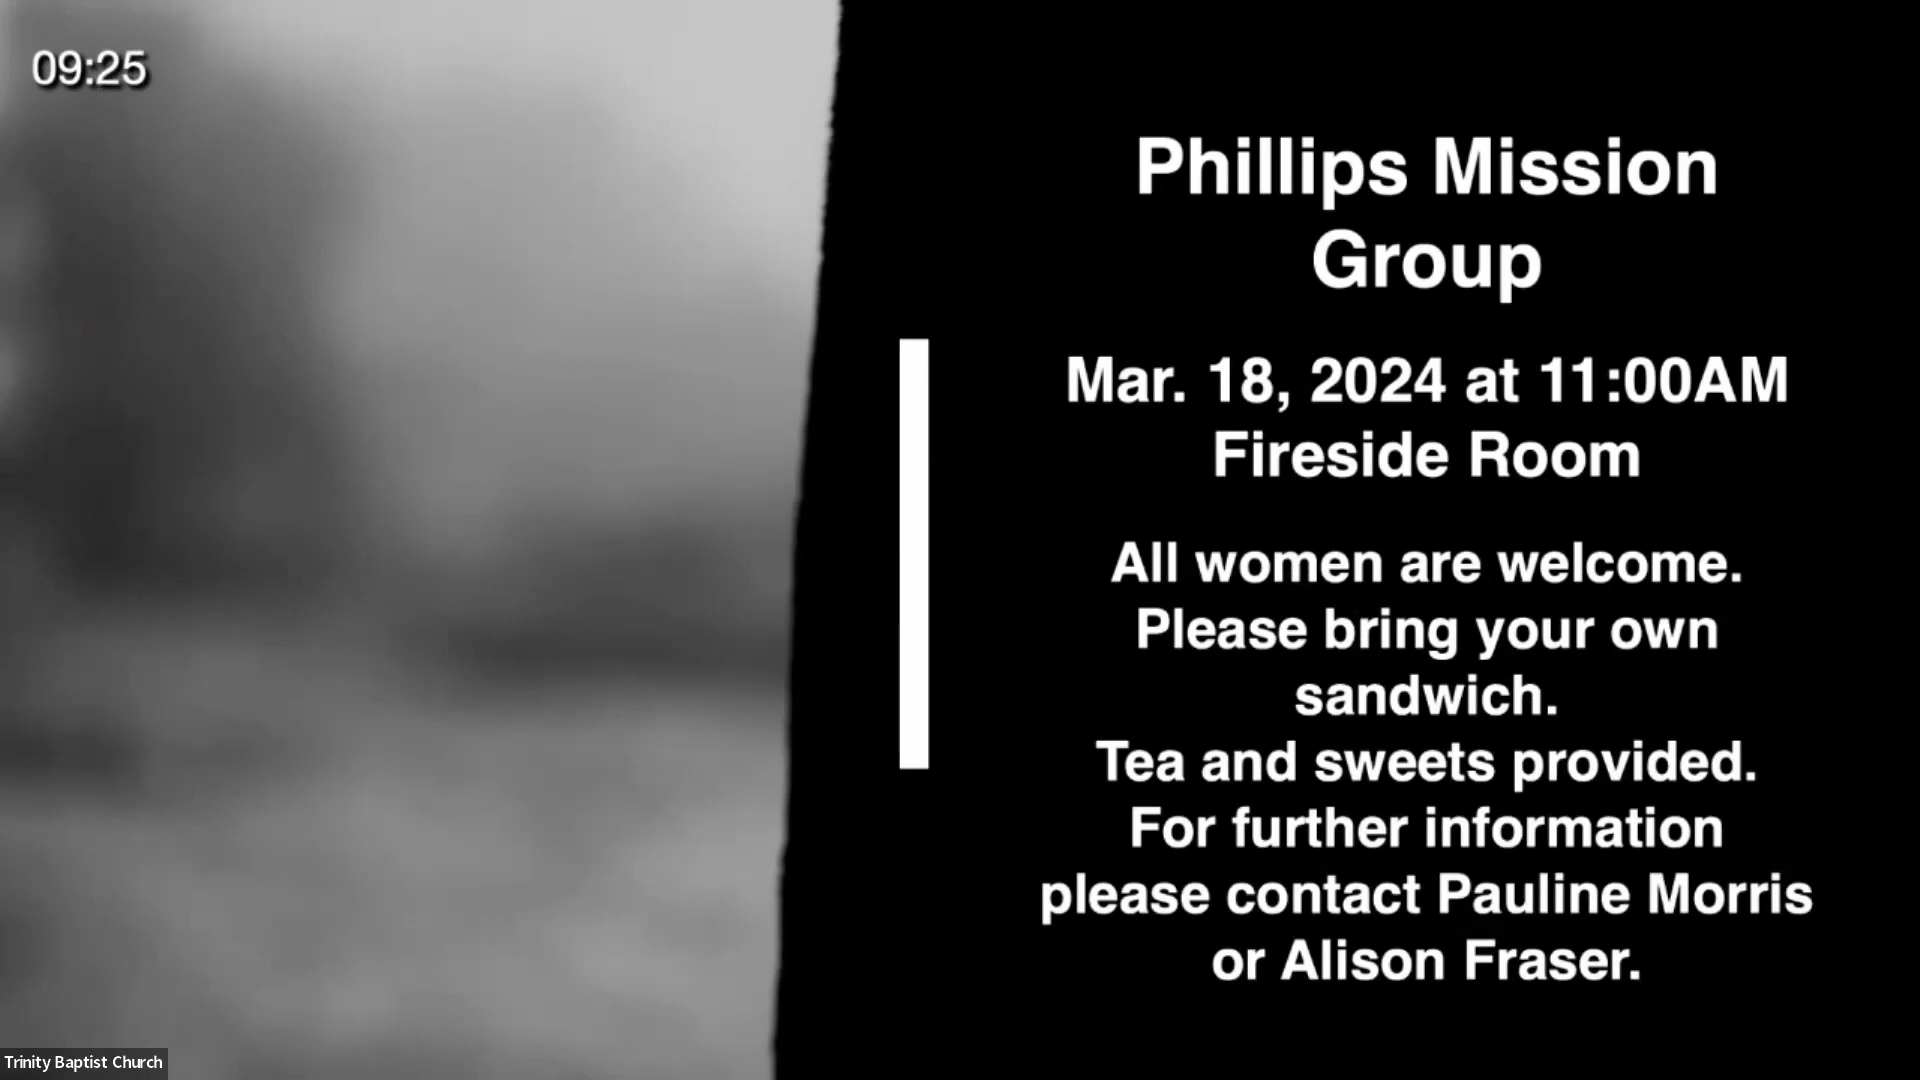 09:25
Phillips Mission
Group
Mar. 18, 2024 at 11:00AM
Fireside Room
All women are welcome.
Please bring your own
sandwich.
Tea and sweets provided.
For further information
please contact Pauline Morris
or Alison Fraser.
Trinity Baptist Church